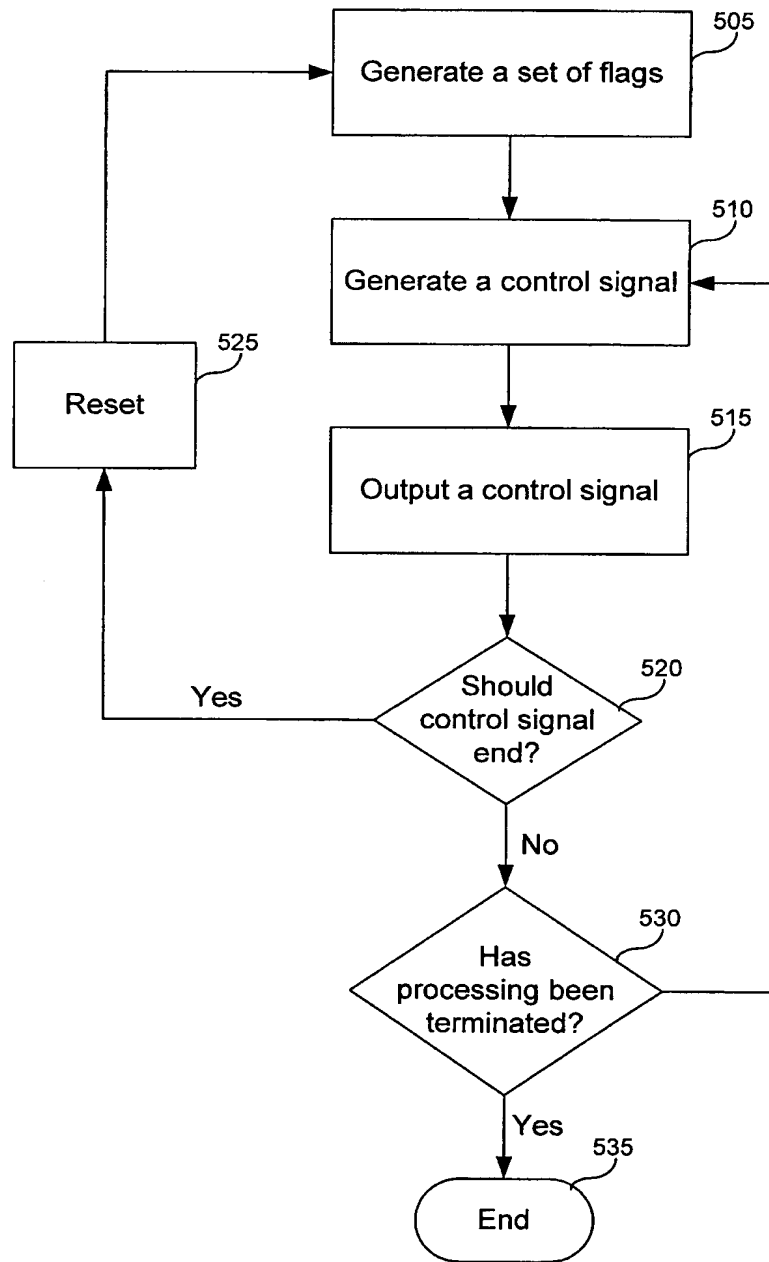 505
Generate a set of flags
510
Generate a control signal
525
Reset
515
Output a control signal
520
Should
control signal
end?
Yes
No
530
Has
processing been
terminated?
Yes
535
End